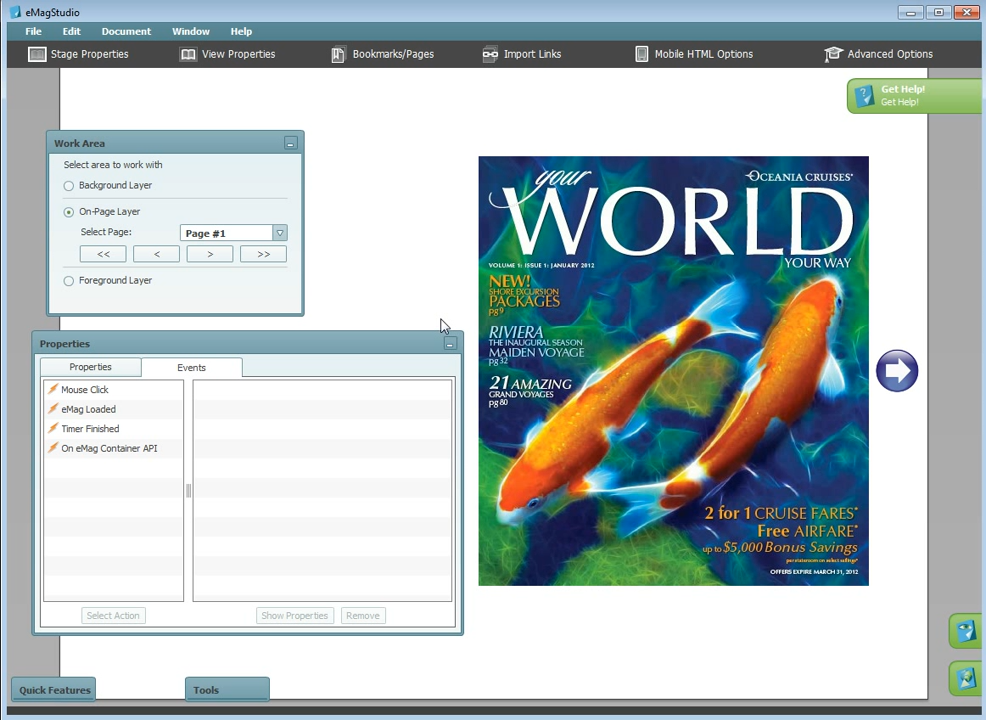 eMagStudio
File Edit Document Window Help
Stage Properties View Properties Bookmarks/Pages Import Links Mobile HTML Options Advanced Options
Get Help!
Get Help!
Work Area
Select area to work with
Background Layer
On-Page Layer
Select Page: Page #1
<< < > >>
Foreground Layer
Properties
Properties Events
Mouse Click
eMag Loaded
Timer Finished
On eMag Container API
Select Action Show Properties Remove
Quick Features Tools
your
WORLD
OCEANIA CRUISES®
YOUR WAY
VOLUME 1: ISSUE 1: JANUARY 2012
NEW!
SHORE EXCURSION
PACKAGES
pg 9
RIVIERA
THE INAUGURAL SEASON
MAIDEN VOYAGE
pg 32
21 AMAZING
GRAND VOYAGES
pg 80
2 for 1 CRUISE FARES*
Free AIRFARE*
up to $5,000 Bonus Savings
OFFERS EXPIRE MARCH 31, 2012